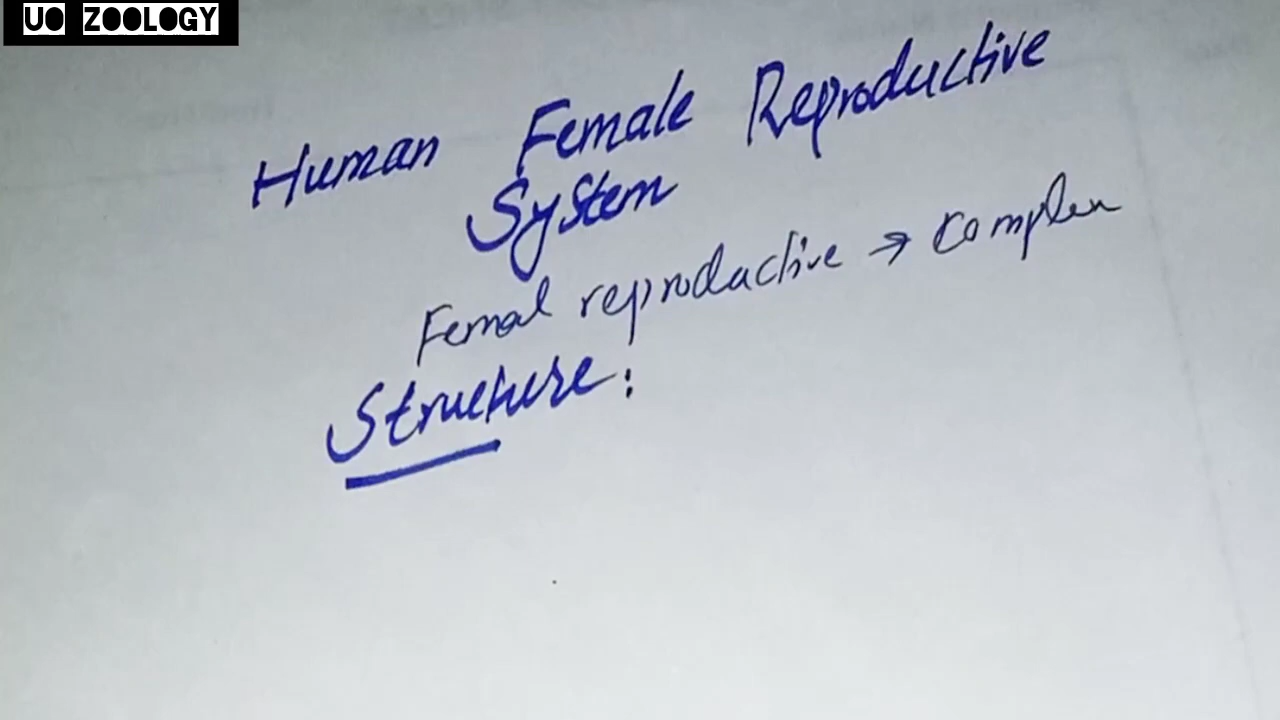 UO ZOOLOGY
Human Female Reproductive
System
Femal reproductive → complex
Structure: